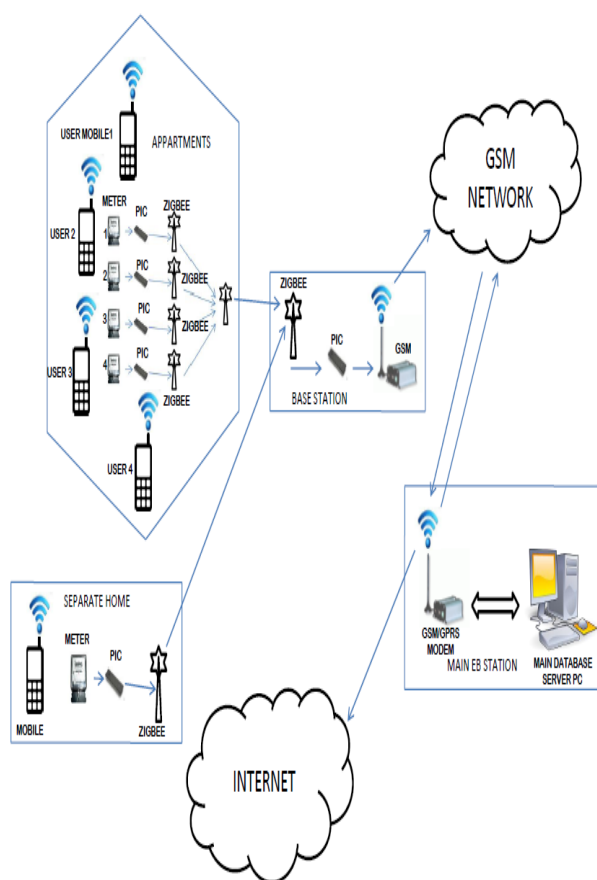 USER MOBILE1
APPARTMENTS
METER
PIC
ZIGBEE
USER 2
1
2
PIC
ZIGBEE
3
PIC
ZIGBEE
USER 3
4
PIC
ZIGBEE
USER 4
ZIGBEE
PIC
GSM
BASE STATION
GSM
NETWORK
SEPARATE HOME
METER
PIC
MOBILE
ZIGBEE
GSM/GPRS
MODEM
MAIN EB STATION
MAIN DATABASE
SERVER PC
INTERNET